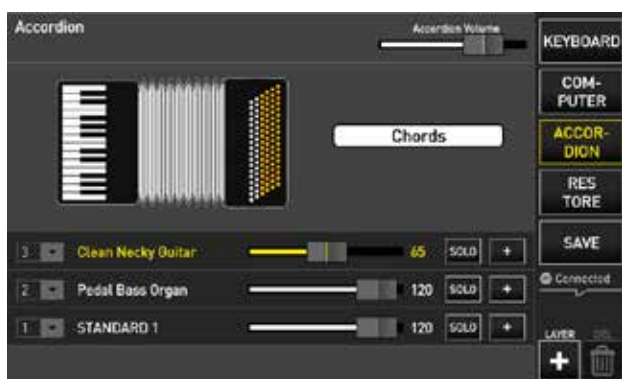 Accordion
Accordion Volume
KEYBOARD
COM-
PUTER
ACCOR-
DION
RES
TORE
SAVE
Connected
Chords
3 Clean Necky Guitar 65 SOLO +
2 Pedal Bass Organ 120 SOLO +
1 STANDARD 1 120 SOLO +
LAYER DEL
+